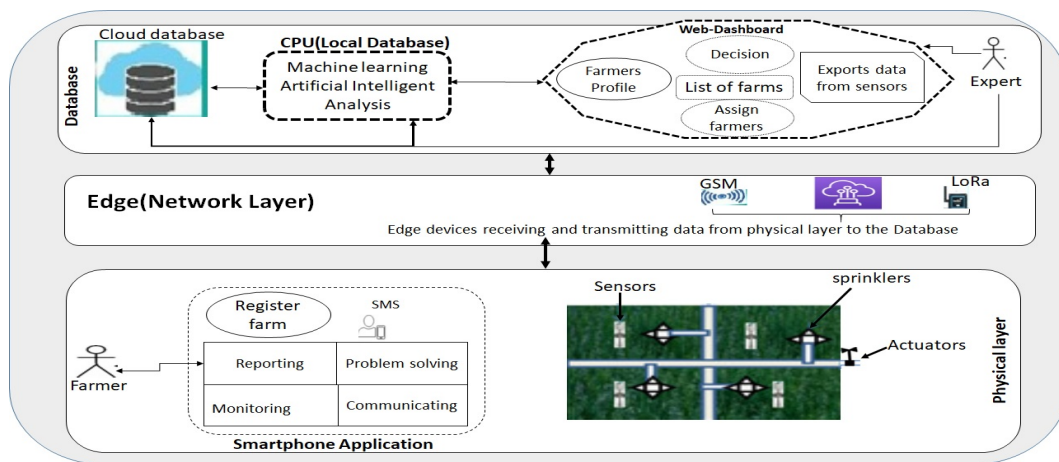 Cloud database
CPU(Local Database)
Machine learning
Artificial Intelligent
Analysis
Web-Dashboard
Decision
Farmers
Profile
List of farms
Assign
farmers
Exports data
from sensors
Expert
Database
Edge(Network Layer)
GSM
LoRa
Edge devices receiving and transmitting data from physical layer to the Database
Register
farm
SMS
Reporting
Problem solving
Monitoring
Communicating
Farmer
Smartphone Application
Sensors
sprinklers
Actuators
Physical layer